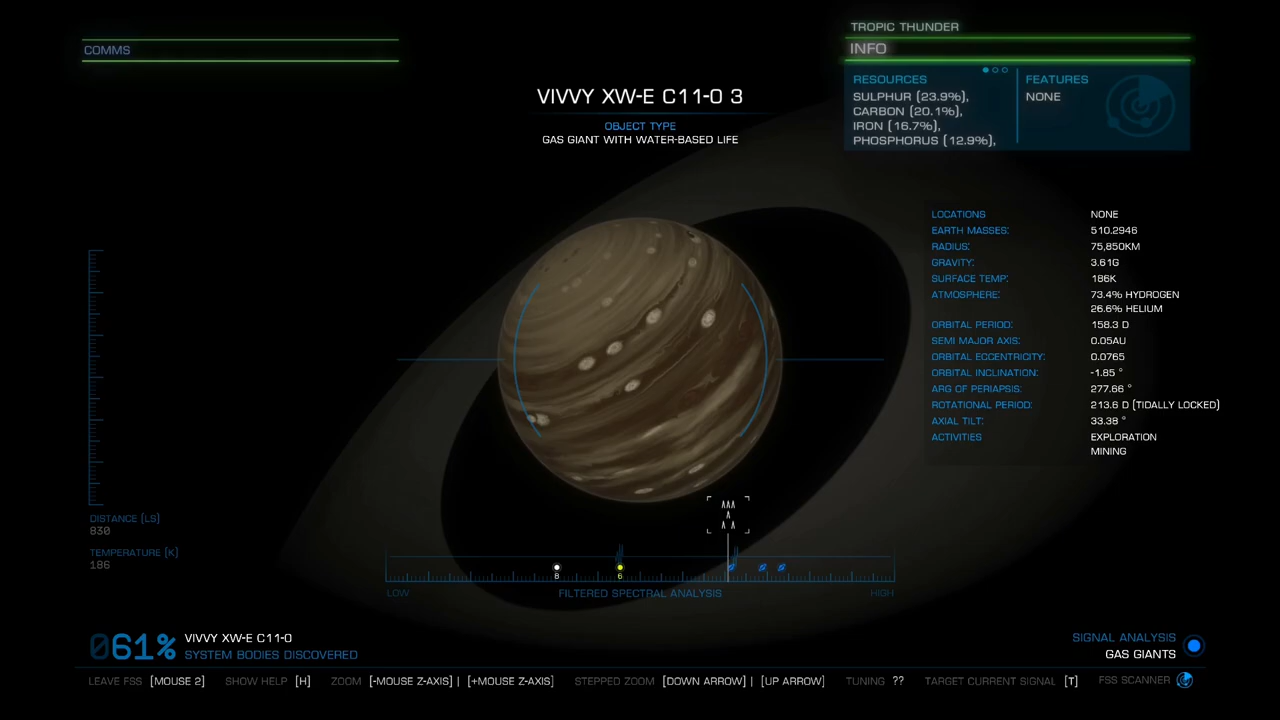 TROPIC THUNDER
COMMS
INFO
RESOURCES
SULPHUR (23.9%),
CARBON (20.1%),
IRON (16.7%),
PHOSPHORUS (12.9%),
FEATURES
NONE
VIVVY XW-E C11-0 3
OBJECT TYPE
GAS GIANT WITH WATER-BASED LIFE
LOCATIONS NONE
EARTH MASSES: 510.2946
RADIUS: 75,850KM
GRAVITY: 3.61G
SURFACE TEMP: 186K
ATMOSPHERE: 73.4% HYDROGEN
26.6% HELIUM
ORBITAL PERIOD: 158.3 D
SEMI MAJOR AXIS: 0.05AU
ORBITAL ECCENTRICITY: 0.0765
ORBITAL INCLINATION: -1.85 °
ARG OF PERIAPSIS: 277.66 °
ROTATIONAL PERIOD: 213.6 D (TIDALLY LOCKED)
AXIAL TILT: 33.38 °
ACTIVITIES EXPLORATION
MINING
DISTANCE (LS)
830
TEMPERATURE (K)
186
8 6
LOW FILTERED SPECTRAL ANALYSIS HIGH
061% VIVVY XW-E C11-0
SYSTEM BODIES DISCOVERED
SIGNAL ANALYSIS
GAS GIANTS
LEAVE FSS [MOUSE 2] SHOW HELP [H] ZOOM [-MOUSE Z-AXIS] | [+MOUSE Z-AXIS] STEPPED ZOOM [DOWN ARROW] | [UP ARROW] TUNING ?? TARGET CURRENT SIGNAL [T] FSS SCANNER